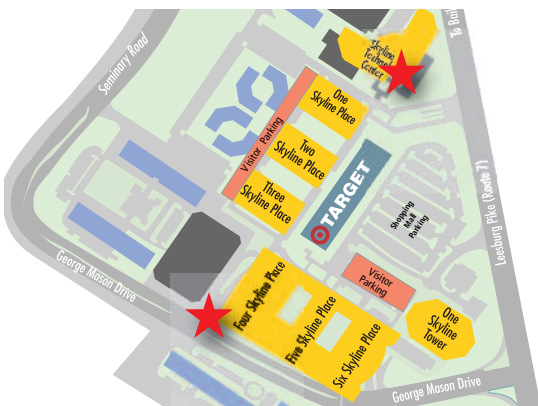 Seminary Road
To Bail
Skyline
Technology
Center
One
Skyline Place
Visitor Parking
Two
Skyline Place
Three
Skyline Place
TARGET
Shopping
Mall
Parking
Leesburg Pike (Route 7)
George Mason Drive
Four Skyline Place
Visitor
Parking
Five Skyline Place
One
Skyline
Tower
Six Skyline Place
George Mason Drive